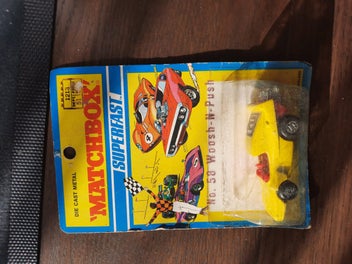 DIE CAST METAL
MATCHBOX
SUPERFAST
No. 58 Woosh-N-Push